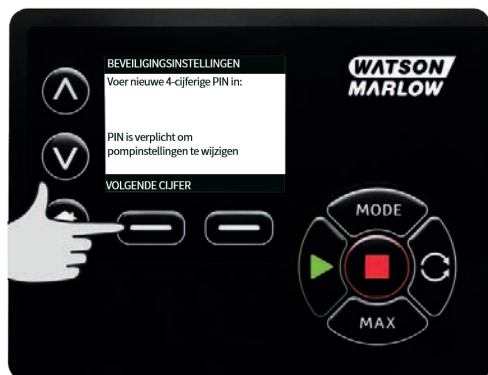 BEVEILIGINGSINSTELLINGEN
Voer nieuwe 4-cijferige PIN in:
PIN is verplicht om
pompinstellingen te wijzigen
VOLGENDE CIJFER
WATSON
MARLOW
MODE
MAX